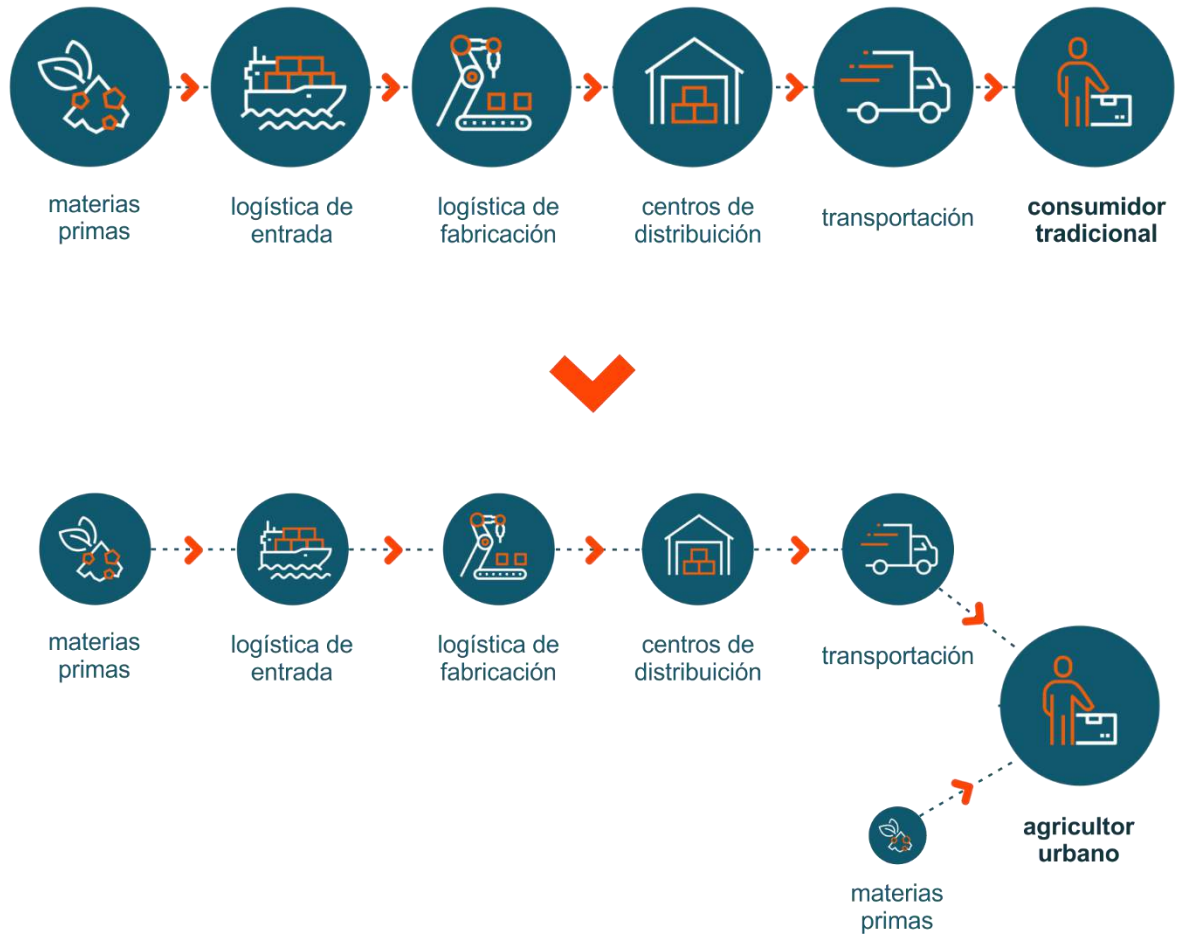 materias
primas
logística de
entrada
logística de
fabricación
centros de
distribuición
transportación
consumidor
tradicional
materias
primas
logística de
entrada
logística de
fabricación
centros de
distribuición
transportación
agricultor
urbano
materias
primas